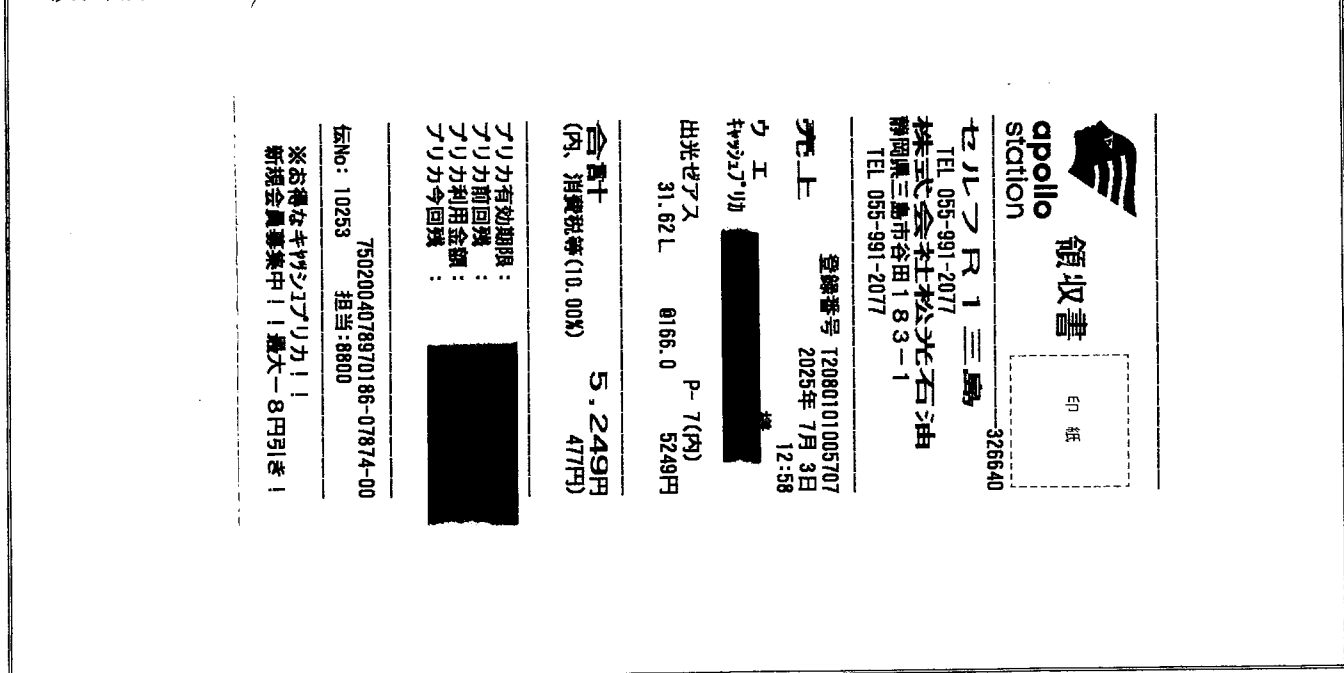 apollo
station
領収書
印紙
326640
セルフR1三島
TEL 055-991-2077
株式会社松光石油
静岡県三島市谷田183-1
TEL 055-991-2077
登録番号 T2080101005707
2025年 7月 3日
12:58
売上
ウエ 様
キャッシュプリカ
出光ゼアス P- 7(内)
31.62L @166.0 5249円
合計 5,249円
(内、消費税等(10.00%) 477円)
プリカ有効期限:
プリカ前回残 :
プリカ利用金額:
プリカ今回残 :
7502004078970186-07874-00
伝No: 10253 担当:8800
※お得なキャッシュプリカ!!
新規会員募集中!!最大-8円引き!